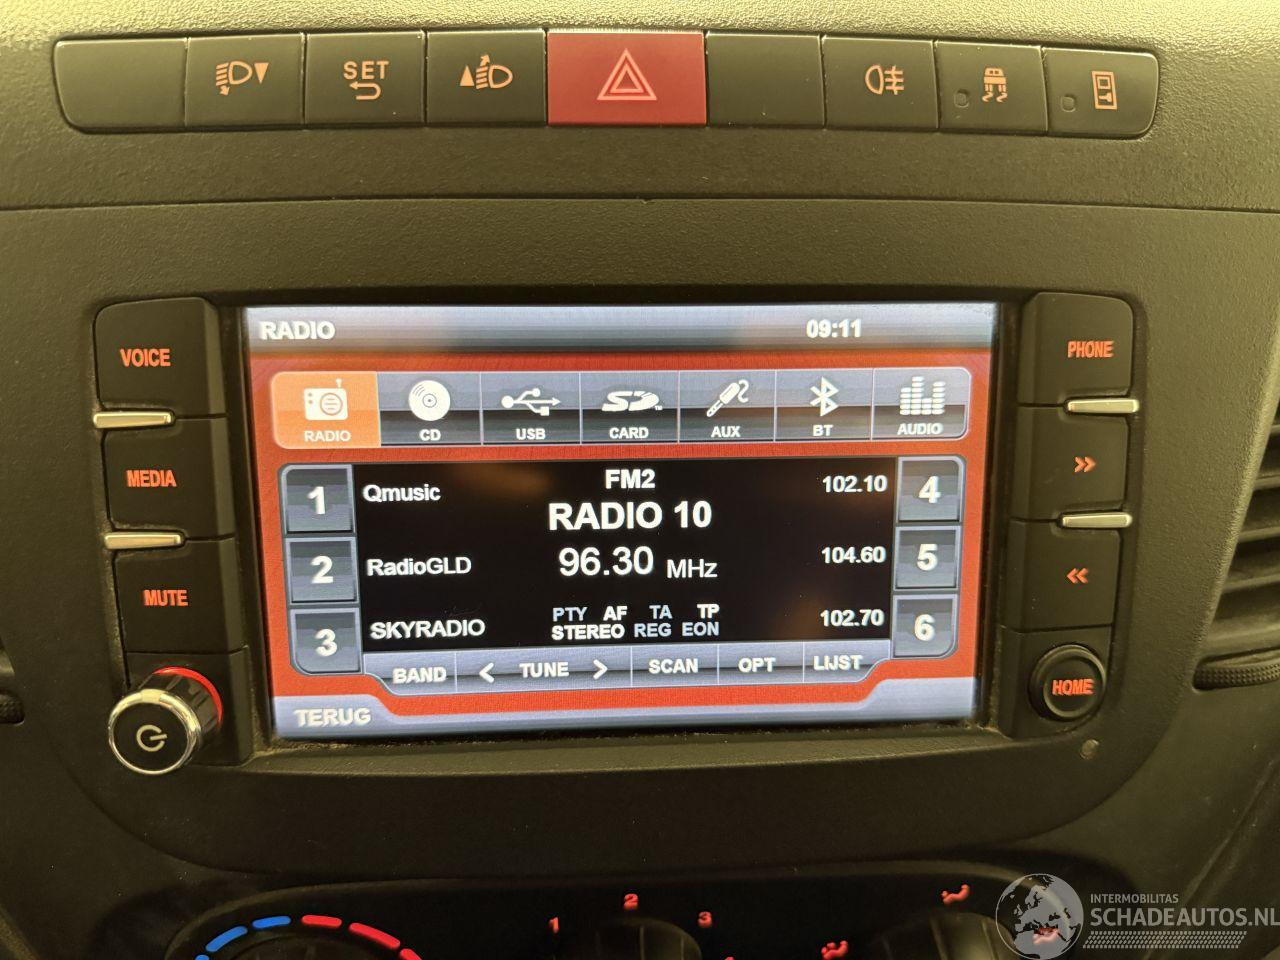 SET
RADIO 09:11
VOICE
PHONE
RADIO CD USB CARD AUX BT AUDIO
MEDIA
MUTE
HOME
FM2
1 Qmusic 102.10 4
RADIO 10
2 RadioGLD 96.30 MHz 104.60 5
PTY AF TA TP
3 SKYRADIO STEREO REG EON 102.70 6
BAND < TUNE > SCAN OPT LIJST
TERUG
1 2 3
INTERMOBILITAS
SCHADEAUTOS.NL